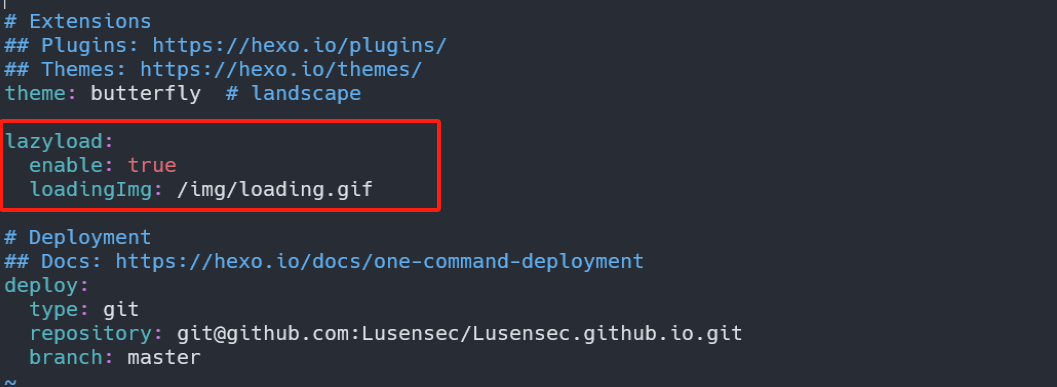 # Extensions
## Plugins: https://hexo.io/plugins/
## Themes: https://hexo.io/themes/
theme: butterfly  # landscape
lazyload:
  enable: true
  loadingImg: /img/loading.gif
# Deployment
## Docs: https://hexo.io/docs/one-command-deployment
deploy:
  type: git
  repository: git@github.com:Lusensec/Lusensec.github.io.git
  branch: master
~